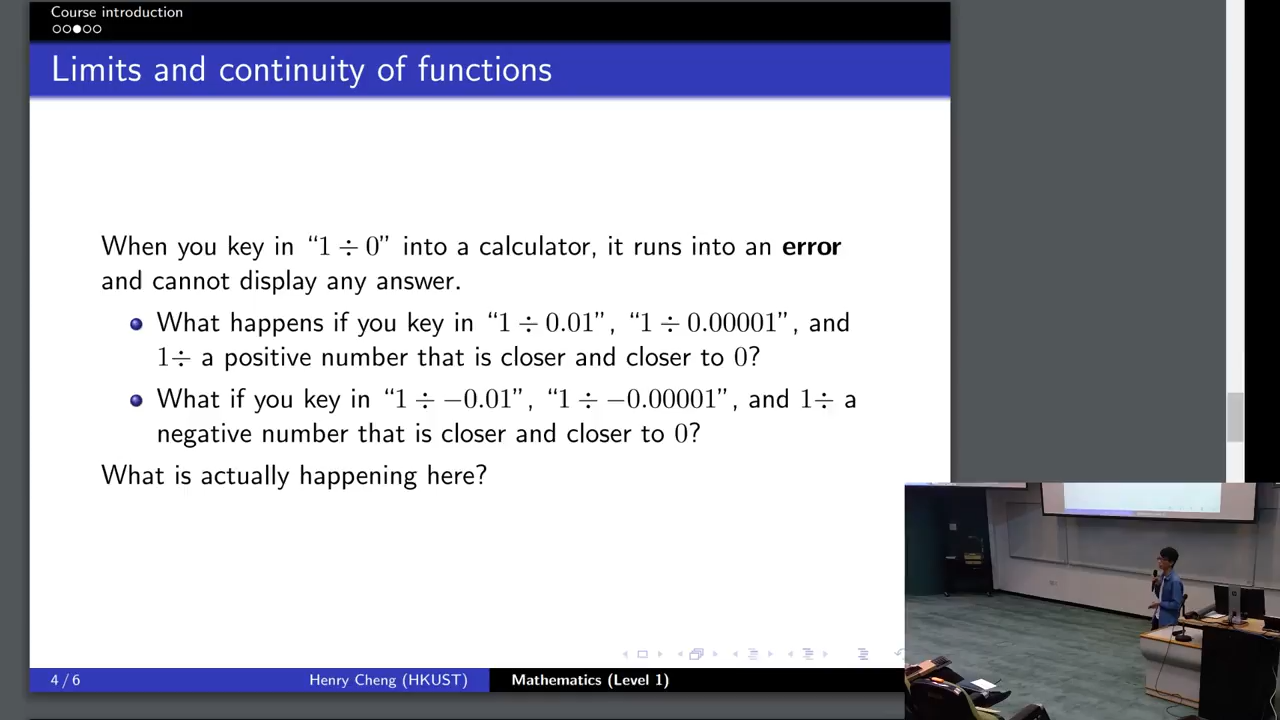 Course introduction
Limits and continuity of functions
When you key in “1 ÷ 0” into a calculator, it runs into an error
and cannot display any answer.
What happens if you key in “1 ÷ 0.01”, “1 ÷ 0.00001”, and
1÷ a positive number that is closer and closer to 0?
What if you key in “1 ÷ −0.01”, “1 ÷ −0.00001”, and 1÷ a
negative number that is closer and closer to 0?
What is actually happening here?
4 / 6 Henry Cheng (HKUST) Mathematics (Level 1)